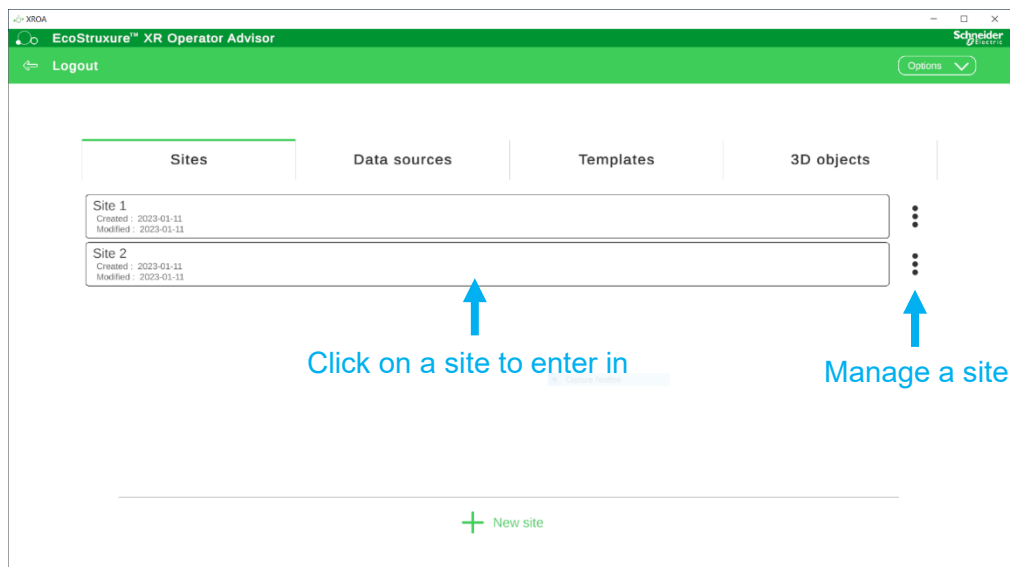 XROA
EcoStruxure™ XR Operator Advisor
Schneider
Electric
Logout
Options
Sites
Data sources
Templates
3D objects
Site 1
Created : 2023-01-11
Modified : 2023-01-11
Site 2
Created : 2023-01-11
Modified : 2023-01-11
Click on a site to enter in
Manage a site
New site